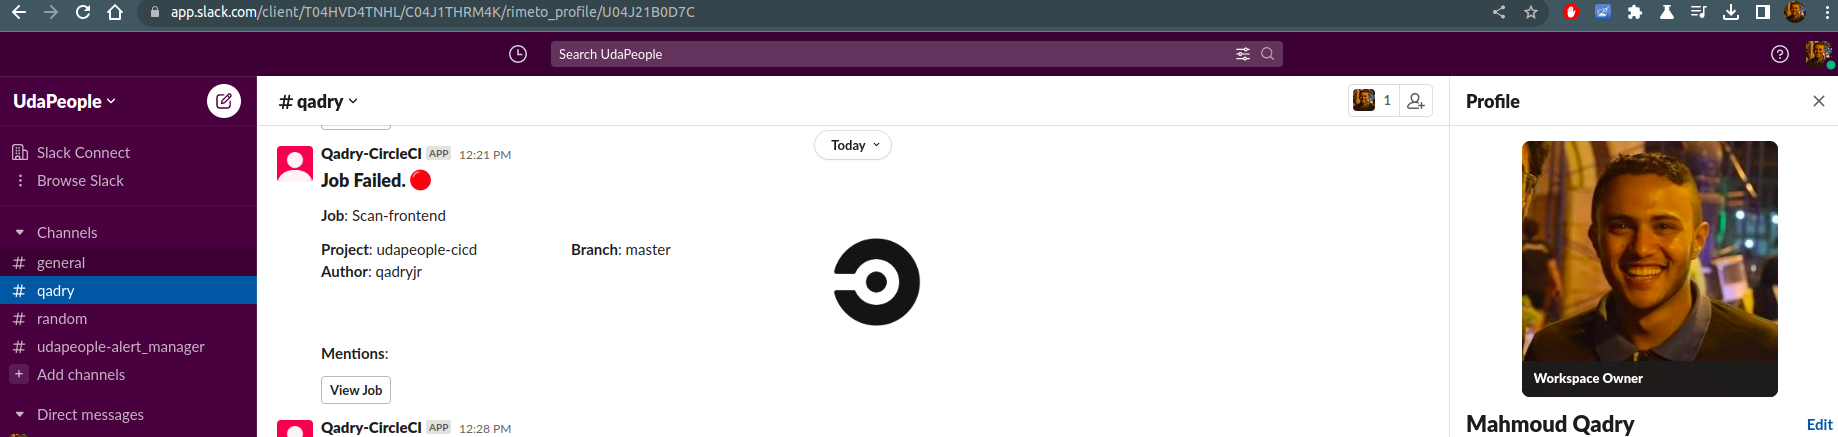 app.slack.com/client/T04HVD4TNHL/C04J1THRM4K/rimeto_profile/U04J21B0D7C
Search UdaPeople
UdaPeople
Slack Connect
Browse Slack
Channels
# general
# qadry
# random
# udapeople-alert_manager
+ Add channels
Direct messages
# qadry
1
Today
Qadry-CircleCI APP 12:21 PM
Job Failed.
Job: Scan-frontend
Project: udapeople-cicd Branch: master
Author: qadryjr
Mentions:
View Job
Qadry-CircleCI APP 12:28 PM
Profile
Workspace Owner
Mahmoud Qadry Edit